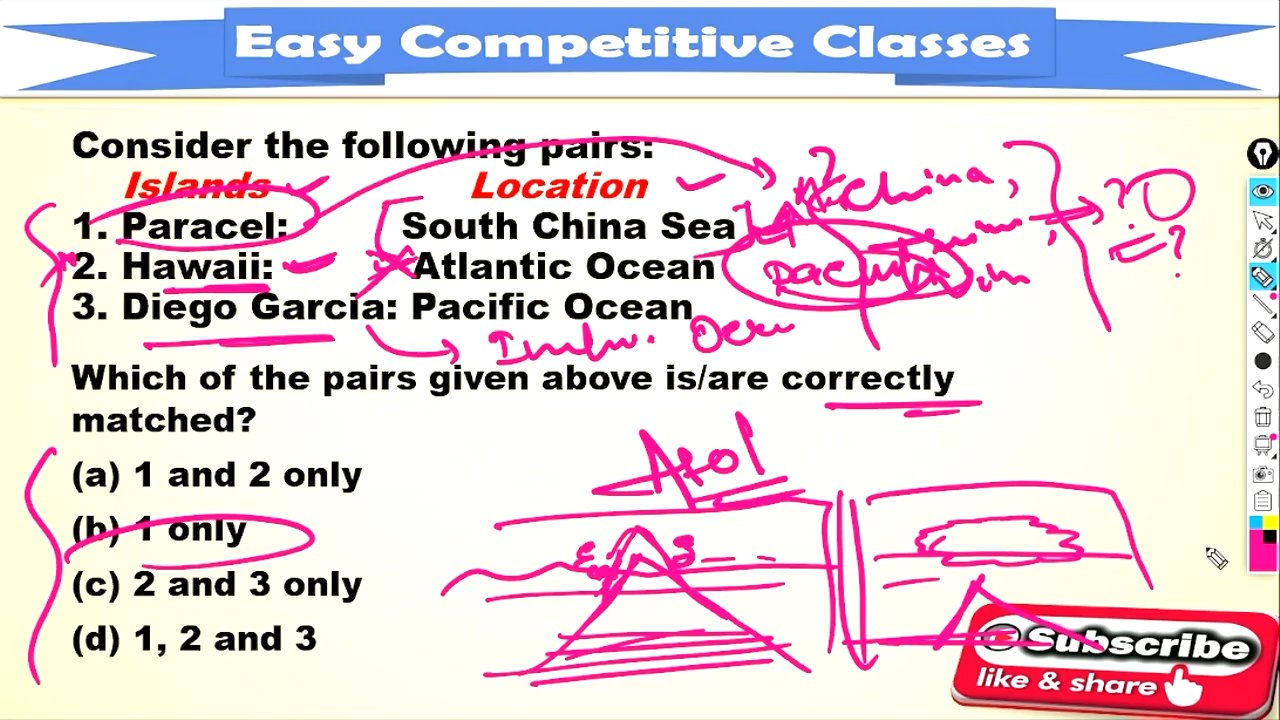 Easy Competitive Classes
Consider the following pairs:
Islands Location
1. Paracel: South China Sea
2. Hawaii: Atlantic Ocean
3. Diego Garcia: Pacific Ocean
China,
Which of the pairs given above is/are correctly
matched?
(a) 1 and 2 only
Atol
(b) 1 only
(c) 2 and 3 only
(d) 1, 2 and 3
Subscribe
like & share